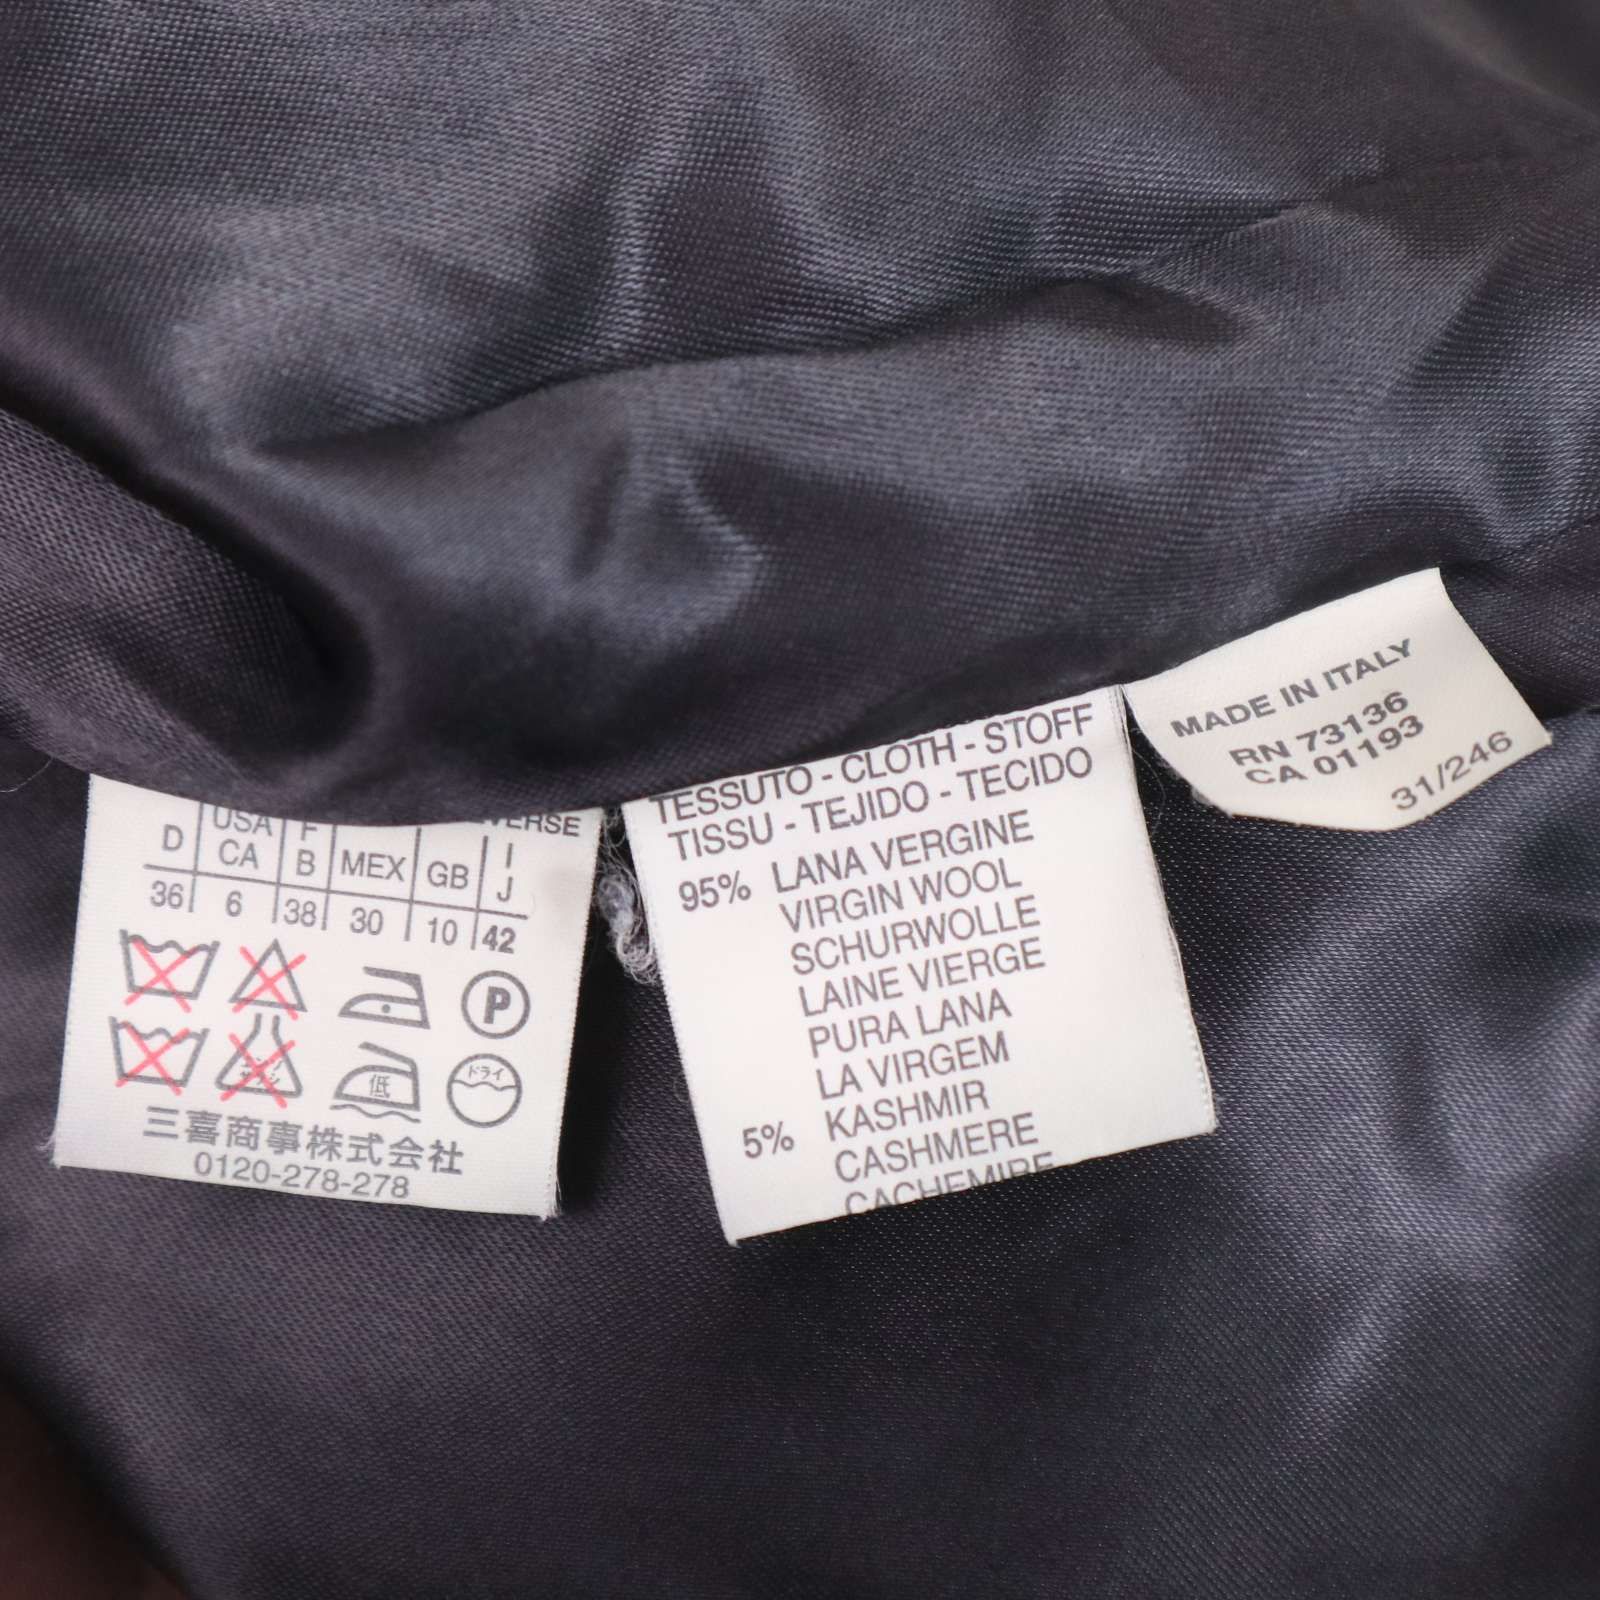 VERSE
D USA CA F B MEX GB I J
36 6 38 30 10 42
P
低 ドライ
三喜商事株式会社
0120-278-278
TESSUTO - CLOTH - STOFF
TISSU - TEJIDO - TECIDO
95% LANA VERGINE
VIRGIN WOOL
SCHURWOLLE
LAINE VIERGE
PURA LANA
LA VIRGEM
5% KASHMIR
CASHMERE
CACHEMIRE
MADE IN ITALY
RN 73136
CA 01193
31/246